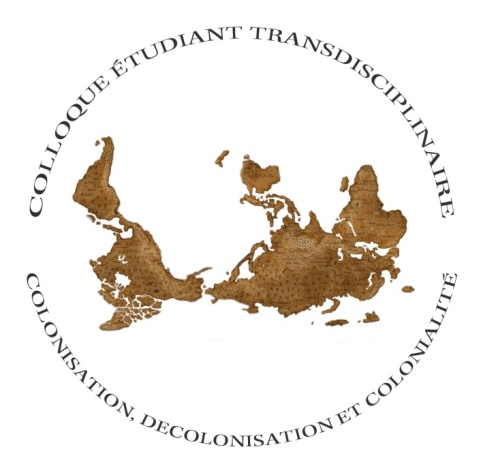 COLLOQUE ÉTUDIANT TRANSDISCIPLINAIRE
COLONISATION, DECOLONISATION ET COLONIALITÉ